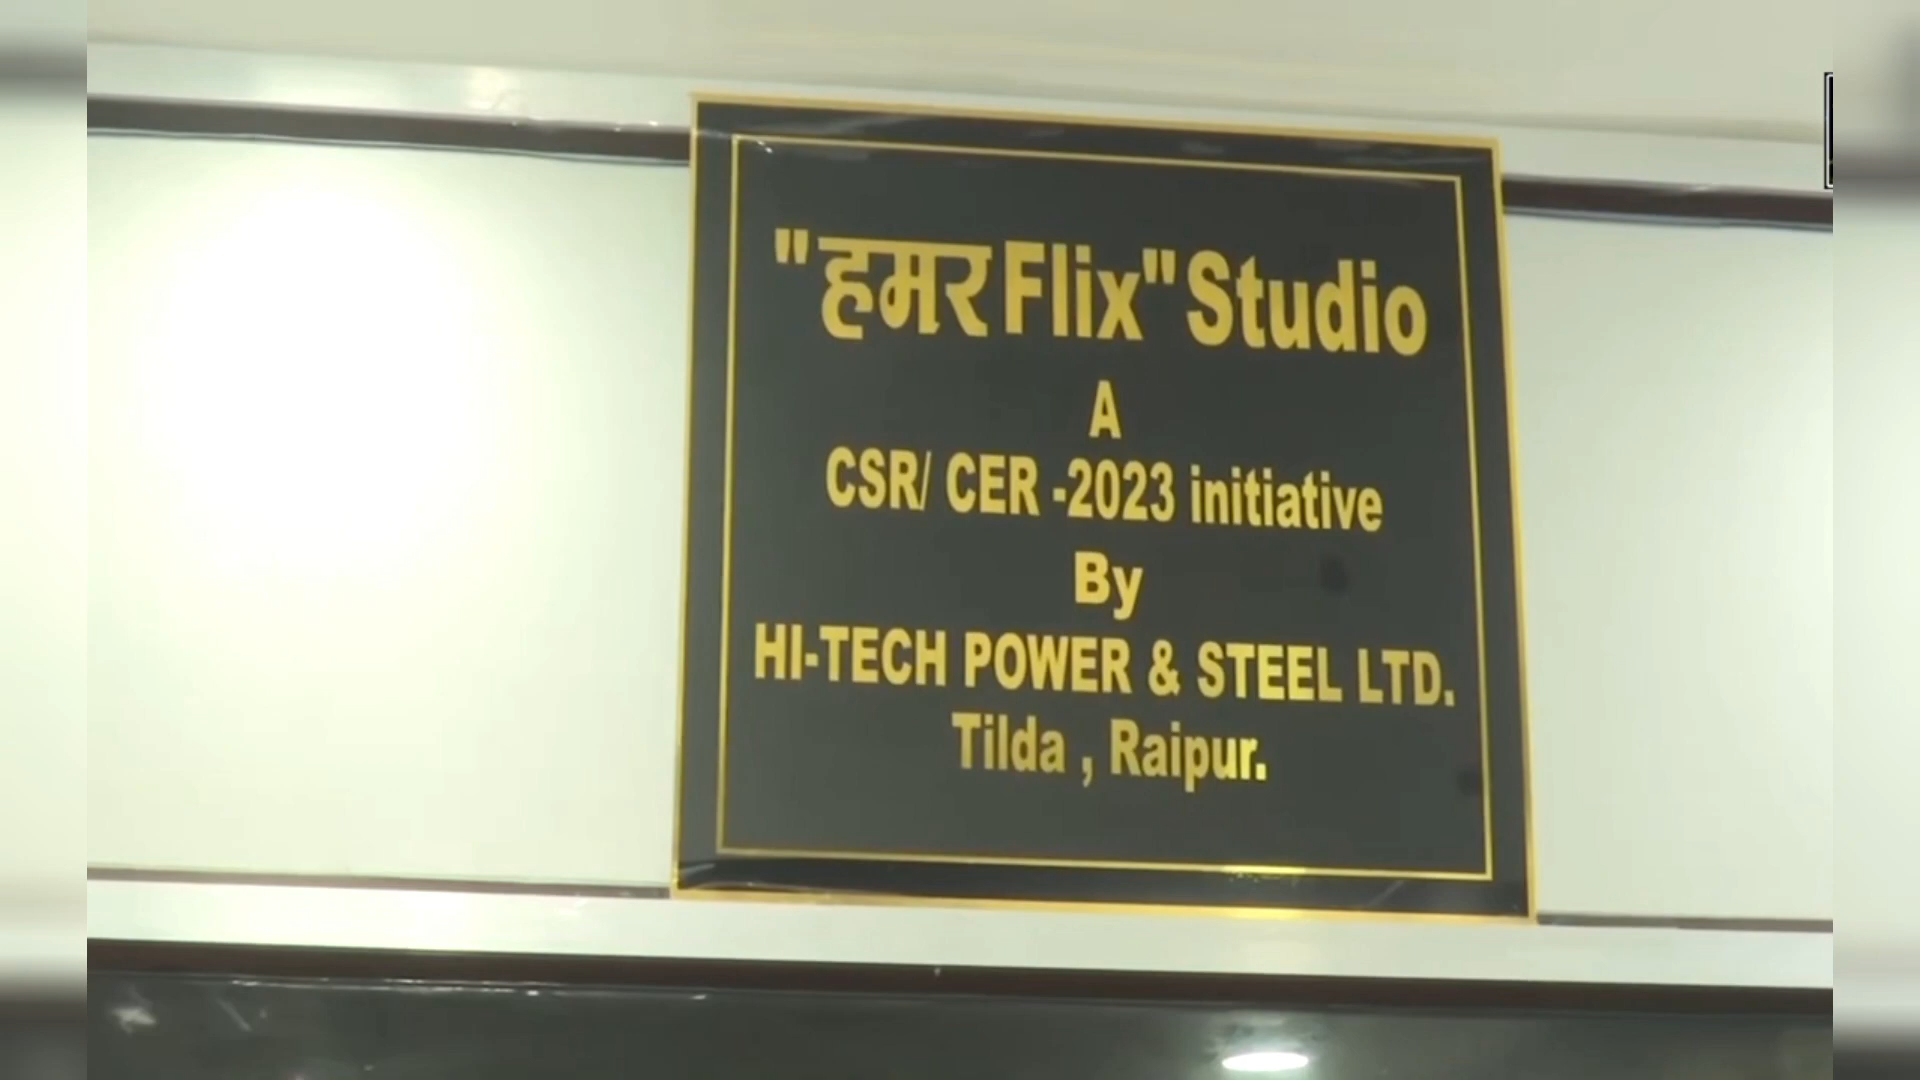 "हमर Flix" Studio
A
CSR/ CER -2023 initiative
By
HI-TECH POWER & STEEL LTD.
Tilda , Raipur.